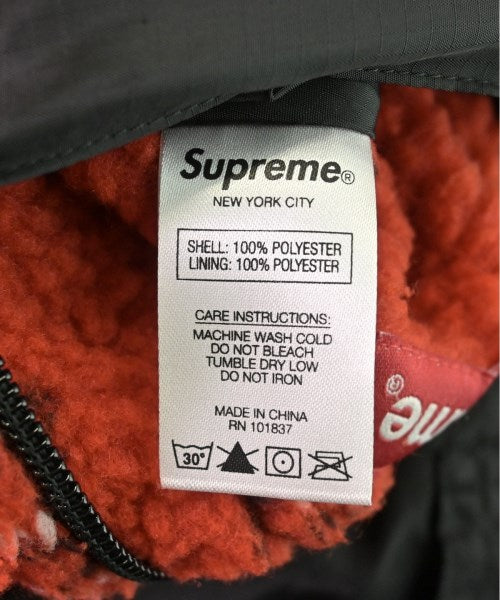 Supreme®
NEW YORK CITY
SHELL: 100% POLYESTER
LINING: 100% POLYESTER
CARE INSTRUCTIONS:
MACHINE WASH COLD
DO NOT BLEACH
TUMBLE DRY LOW
DO NOT IRON
MADE IN CHINA
RN 101837
30°
eme®